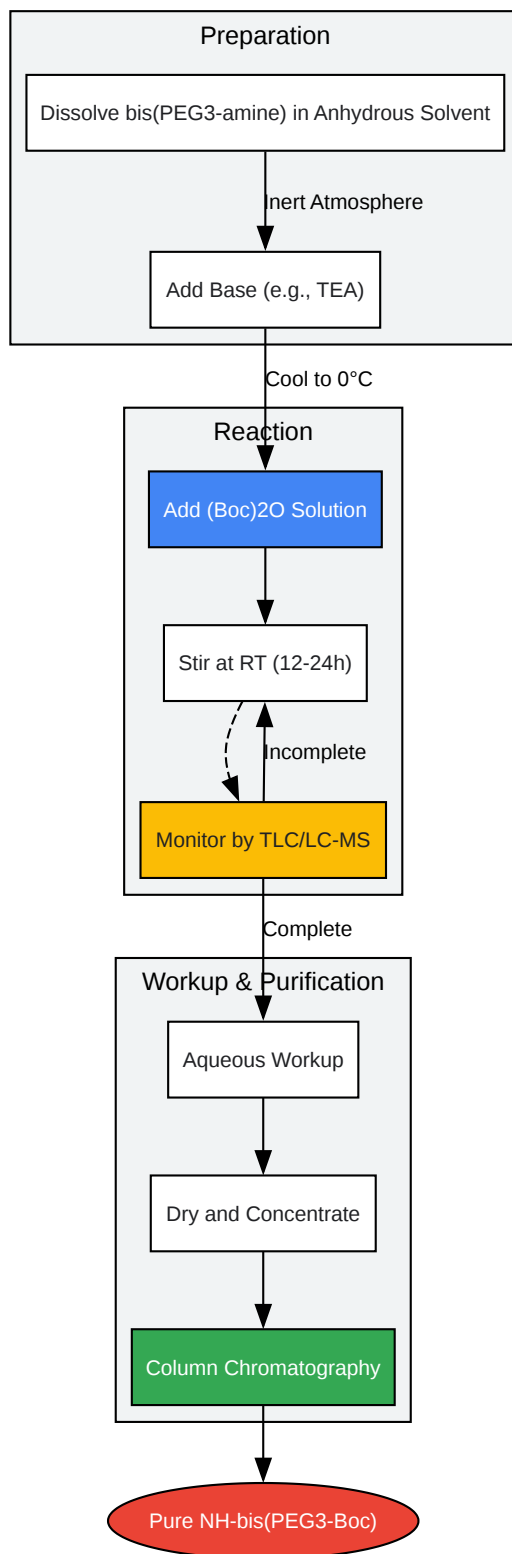 Preparation
Dissolve bis(PEG3-amine) in Anhydrous Solvent
Inert Atmosphere
Add Base (e.g., TEA)
Cool to 0°C
Reaction
Add (Boc)2O Solution
Stir at RT (12-24h)
Incomplete
Monitor by TLC/LC-MS
Complete
Workup & Purification
Aqueous Workup
Dry and Concentrate
Column Chromatography
Pure NH-bis(PEG3-Boc)